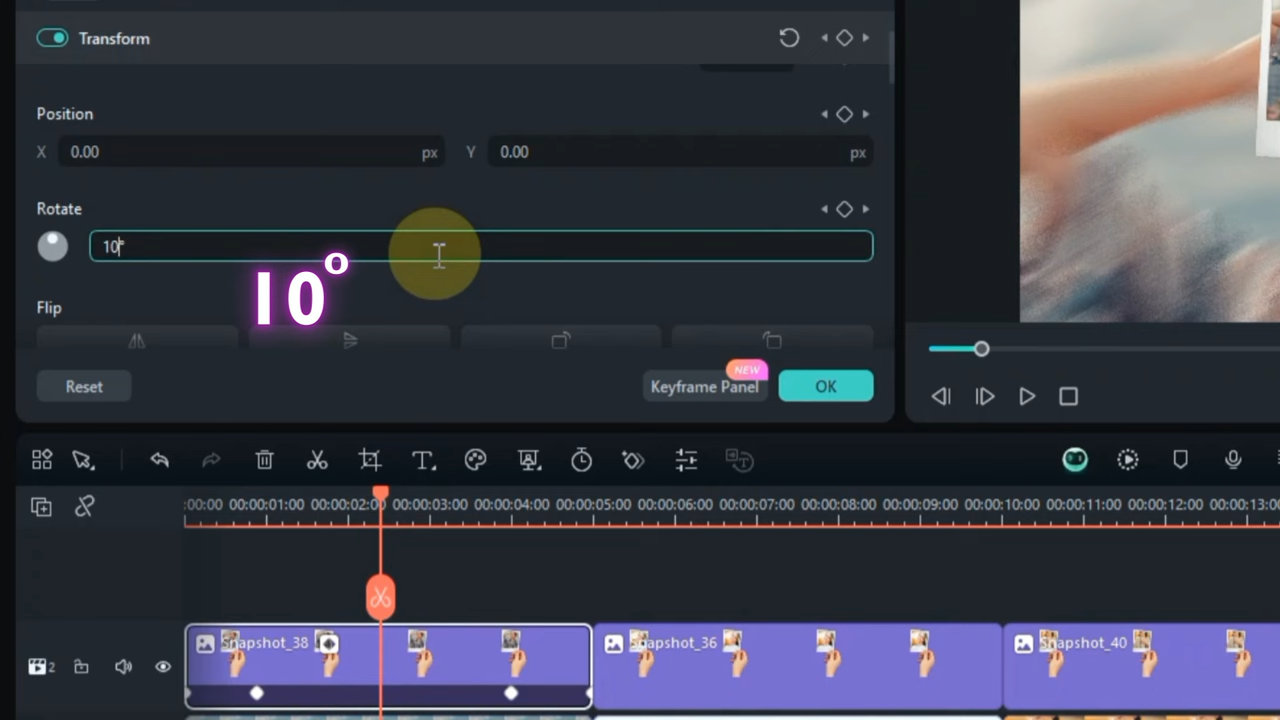 Transform
Position
X 0.00 px Y 0.00 px
Rotate
10°
10°
Flip
NEW
Reset Keyframe Panel OK
:00:00 00:00:01:00 00:00:02:00 00:00:03:00 00:00:04:00 00:00:05:00 00:00:06:00 00:00:07:00 00:00:08:00 00:00:09:00 00:00:10:00 00:00:11:00 00:00:12:00 00:00:13:00
2 Snapshot_38 Snapshot_36 Snapshot_40